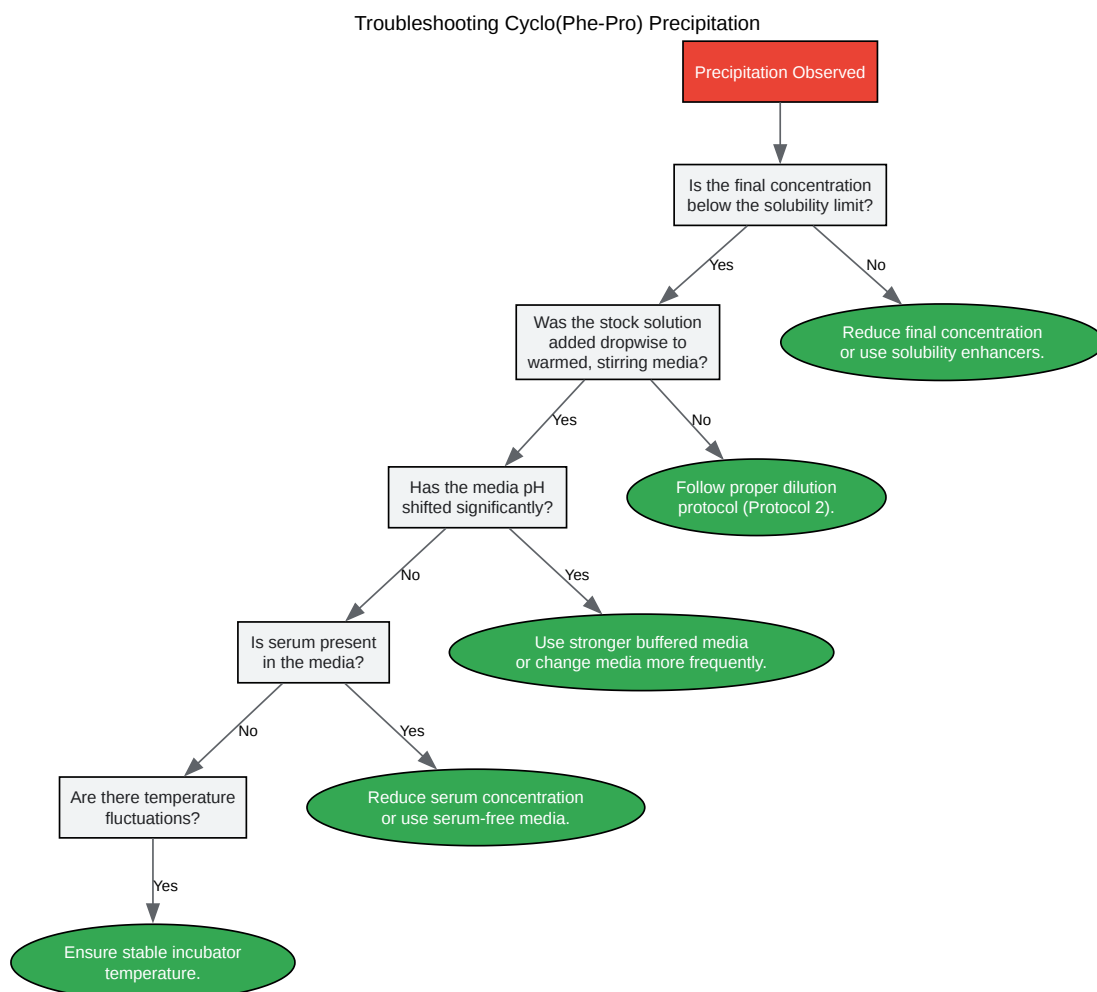 Troubleshooting Cyclo(Phe-Pro) Precipitation
Precipitation Observed
Is the final concentration
below the solubility limit?
Yes
No
Was the stock solution
added dropwise to
warmed, stirring media?
Reduce final concentration
or use solubility enhancers.
Yes
No
Has the media pH
shifted significantly?
Follow proper dilution
protocol (Protocol 2).
No
Yes
Is serum present
in the media?
Use stronger buffered media
or change media more frequently.
No
Yes
Are there temperature
fluctuations?
Reduce serum concentration
or use serum-free media.
Yes
Ensure stable incubator
temperature.